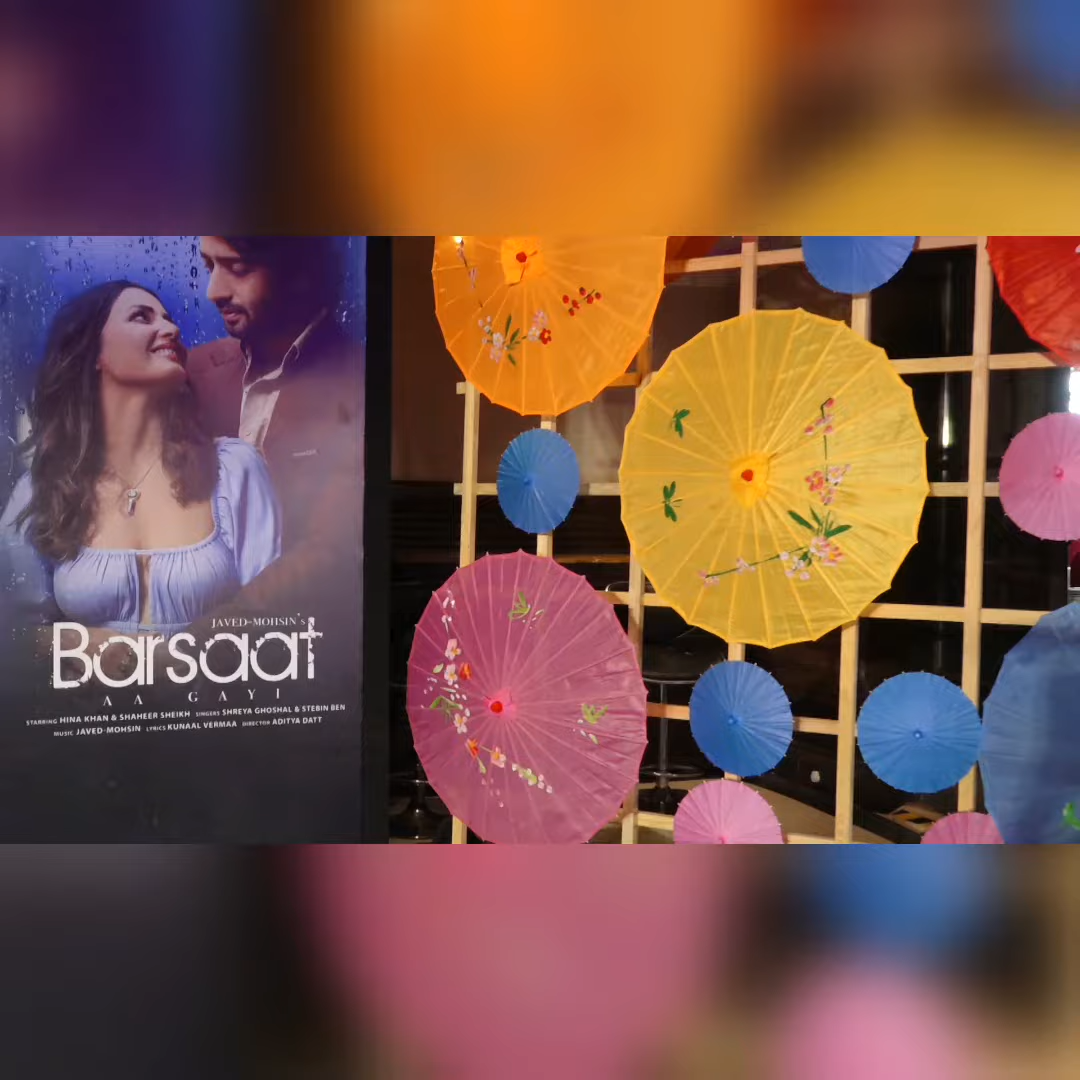 JAVED-MOHSIN's
Barsaat
AA GAYI
STARRING HINA KHAN & SHAHEER SHEIKH SINGERS SHREYA GHOSHAL & STEBIN BEN
MUSIC JAVED-MOHSIN LYRICS KUNAAL VERMAA DIRECTOR ADITYA DATT